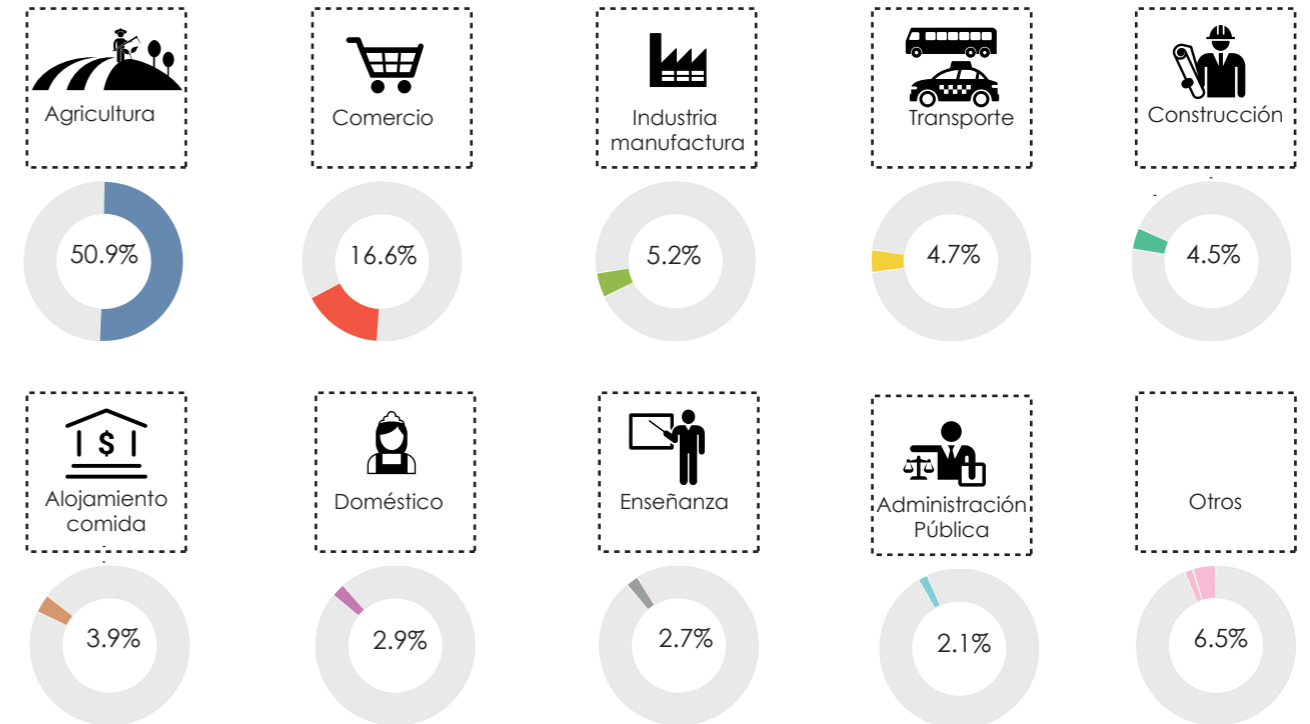 Agricultura
Comercio
Industria
manufactura
Transporte
Construcción
50.9%
16.6%
5.2%
4.7%
4.5%
$
Alojamiento
comida
Doméstico
Enseñanza
Administración
Pública
Otros
3.9%
2.9%
2.7%
2.1%
6.5%